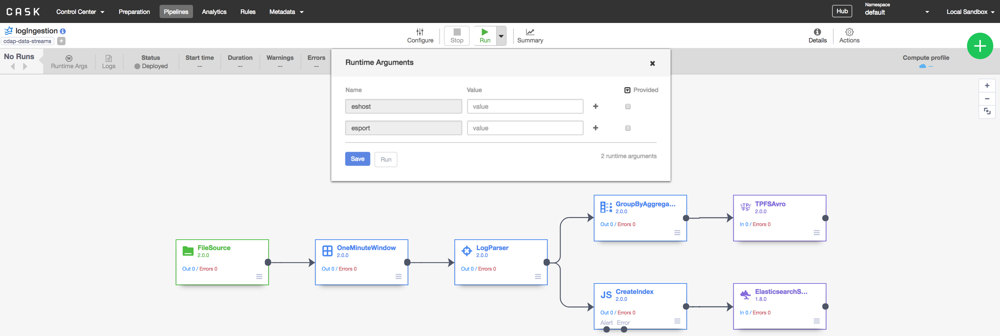 CASK Control Center Preparation Pipelines Analytics Rules Metadata Hub Namespace default Local Sandbox
logIngestion
cdap-data-streams
Configure Stop Run Summary Details Actions
No Runs
Runtime Args
Logs
Status
Deployed
Start time
--
Duration
--
Warnings
--
Errors
--
Compute profile
--
Runtime Arguments
Name Value Provided
eshost value
esport value
Save Run 2 runtime arguments
GroupByAggrega...
2.0.0
Out 0 / Errors 0
TPFS
TPFSAvro
2.0.0
In 0 / Errors 0
FileSource
2.0.0
Out 0 / Errors 0
OneMinuteWindow
2.0.0
Out 0 / Errors 0
LogParser
2.0.0
Out 0 / Errors 0
JS CreateIndex
2.0.0
Out 0 / Errors 0
Alert Error
ElasticsearchS...
1.8.0
In 0 / Errors 0